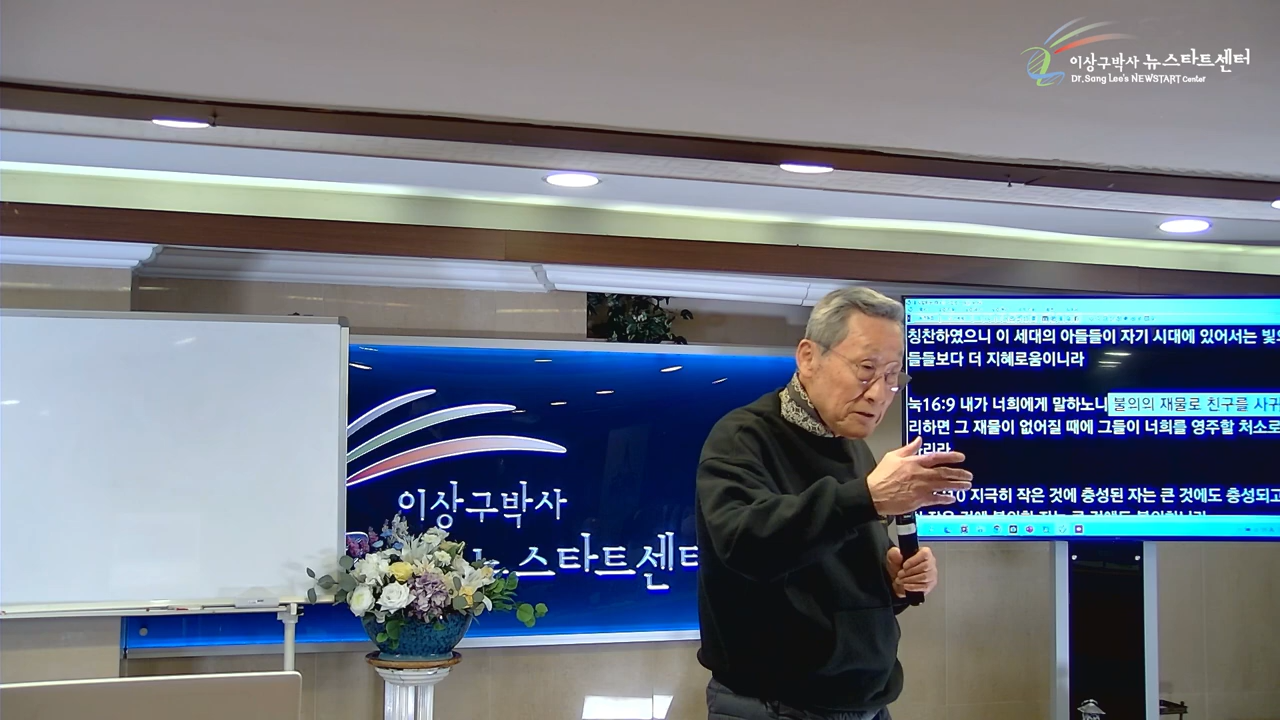 이상구박사 뉴스타트센터
Dr. Sang Lee's NEWSTART Center
칭찬하였으니 이 세대의 아들들이 자기 시대에 있어서는
들들보다 더 지혜로움이니라
눅16:9 내가 너희에게 말하노니 불의의 재물로 친구를 사귀
리하면 그 재물이 없어질 때에 그들이 너희를 영주할 처소로
지극히 작은 것에 충성된 자는 큰 것에도 충성되고
이상구박사
뉴스타트센터